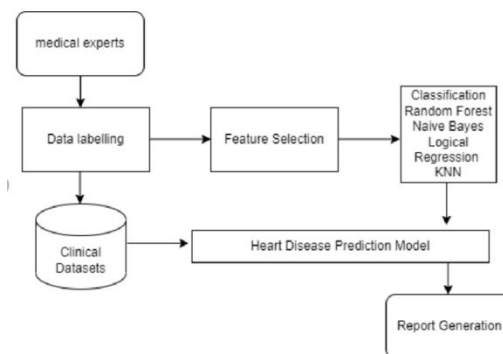 medical experts
Data labelling
Feature Selection
Classification
Random Forest
Naive Bayes
Logical
Regression
KNN
Clinical
Datasets
Heart Disease Prediction Model
Report Generation